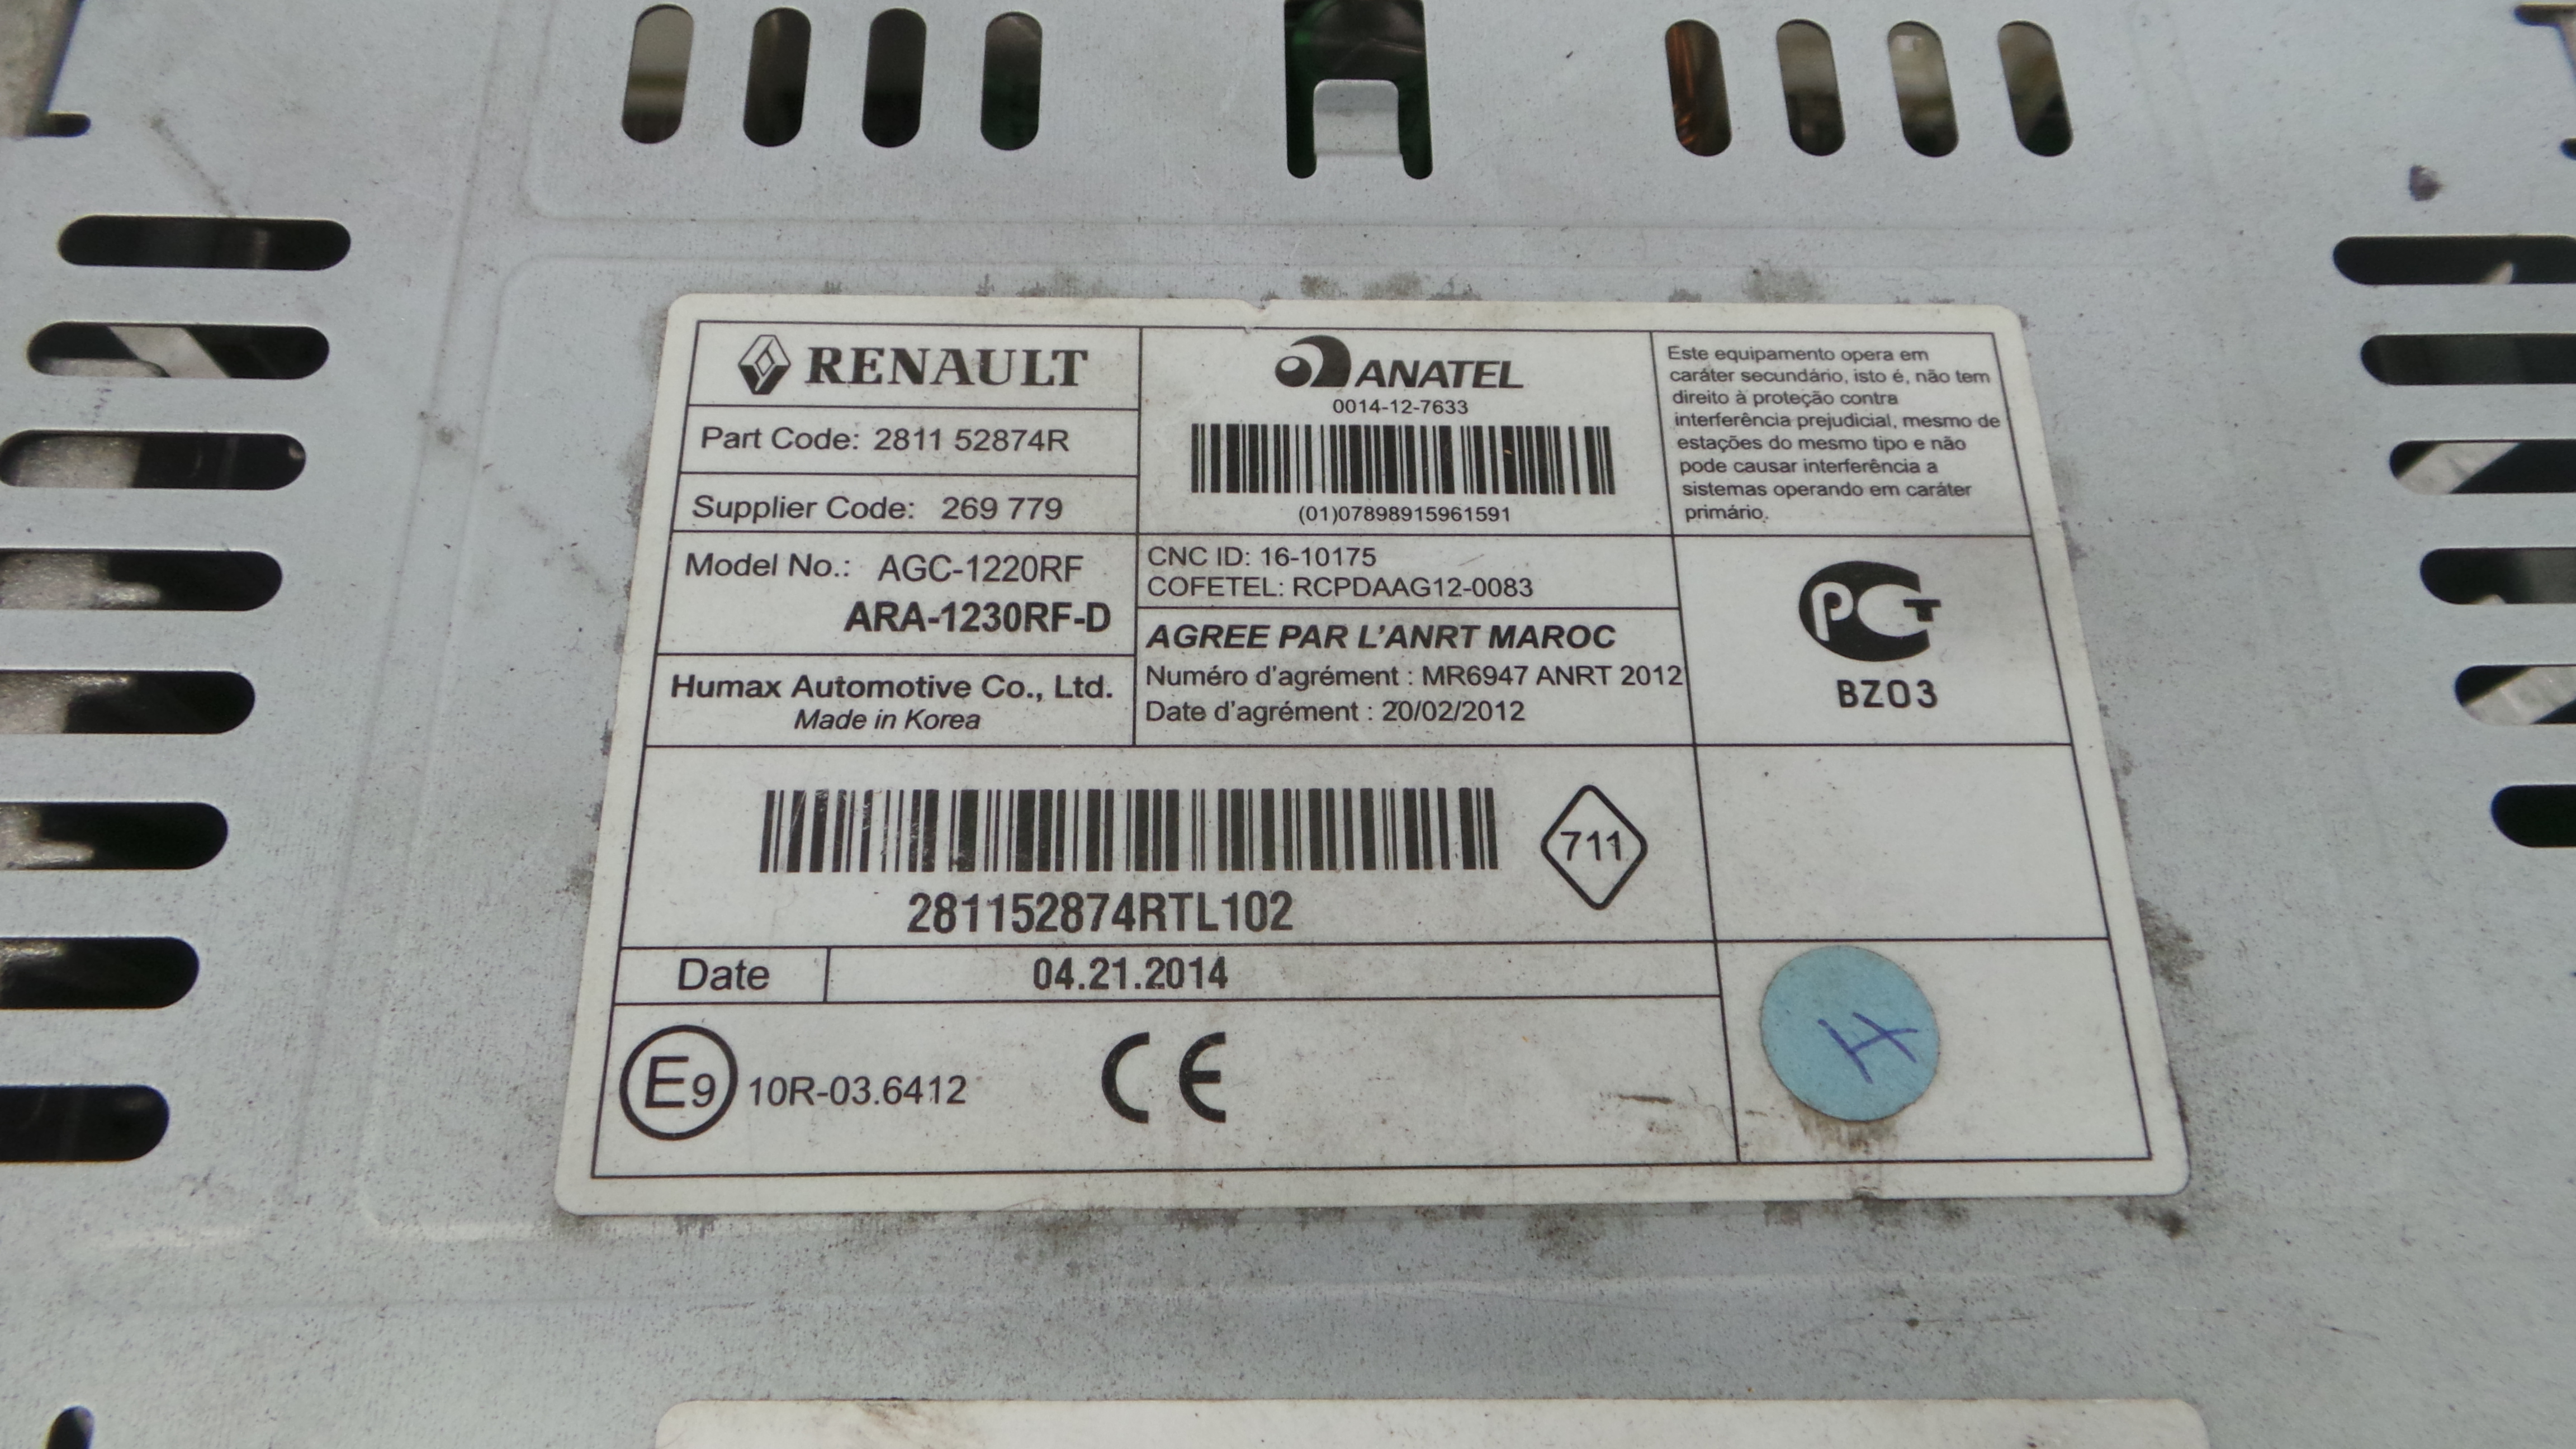 RENAULT
Part Code: 2811 52874R
Supplier Code: 269 779
Model No.: AGC-1220RF
ARA-1230RF-D
Humax Automotive Co., Ltd.
Made in Korea
ANATEL
0014-12-7633
(01)07898915961591
Este equipamento opera em
caráter secundário, isto é, não tem
direito à proteção contra
interferência prejudicial, mesmo de
estações do mesmo tipo e não
pode causar interferência a
sistemas operando em caráter
primário.
CNC ID: 16-10175
COFETEL: RCPDAAG12-0083
AGREE PAR L'ANRT MAROC
Numéro d'agrément : MR6947 ANRT 2012
Date d'agrément : 20/02/2012
PCT
BZ03
281152874RTL102
711
Date 04.21.2014
E9 10R-03.6412 CE
H